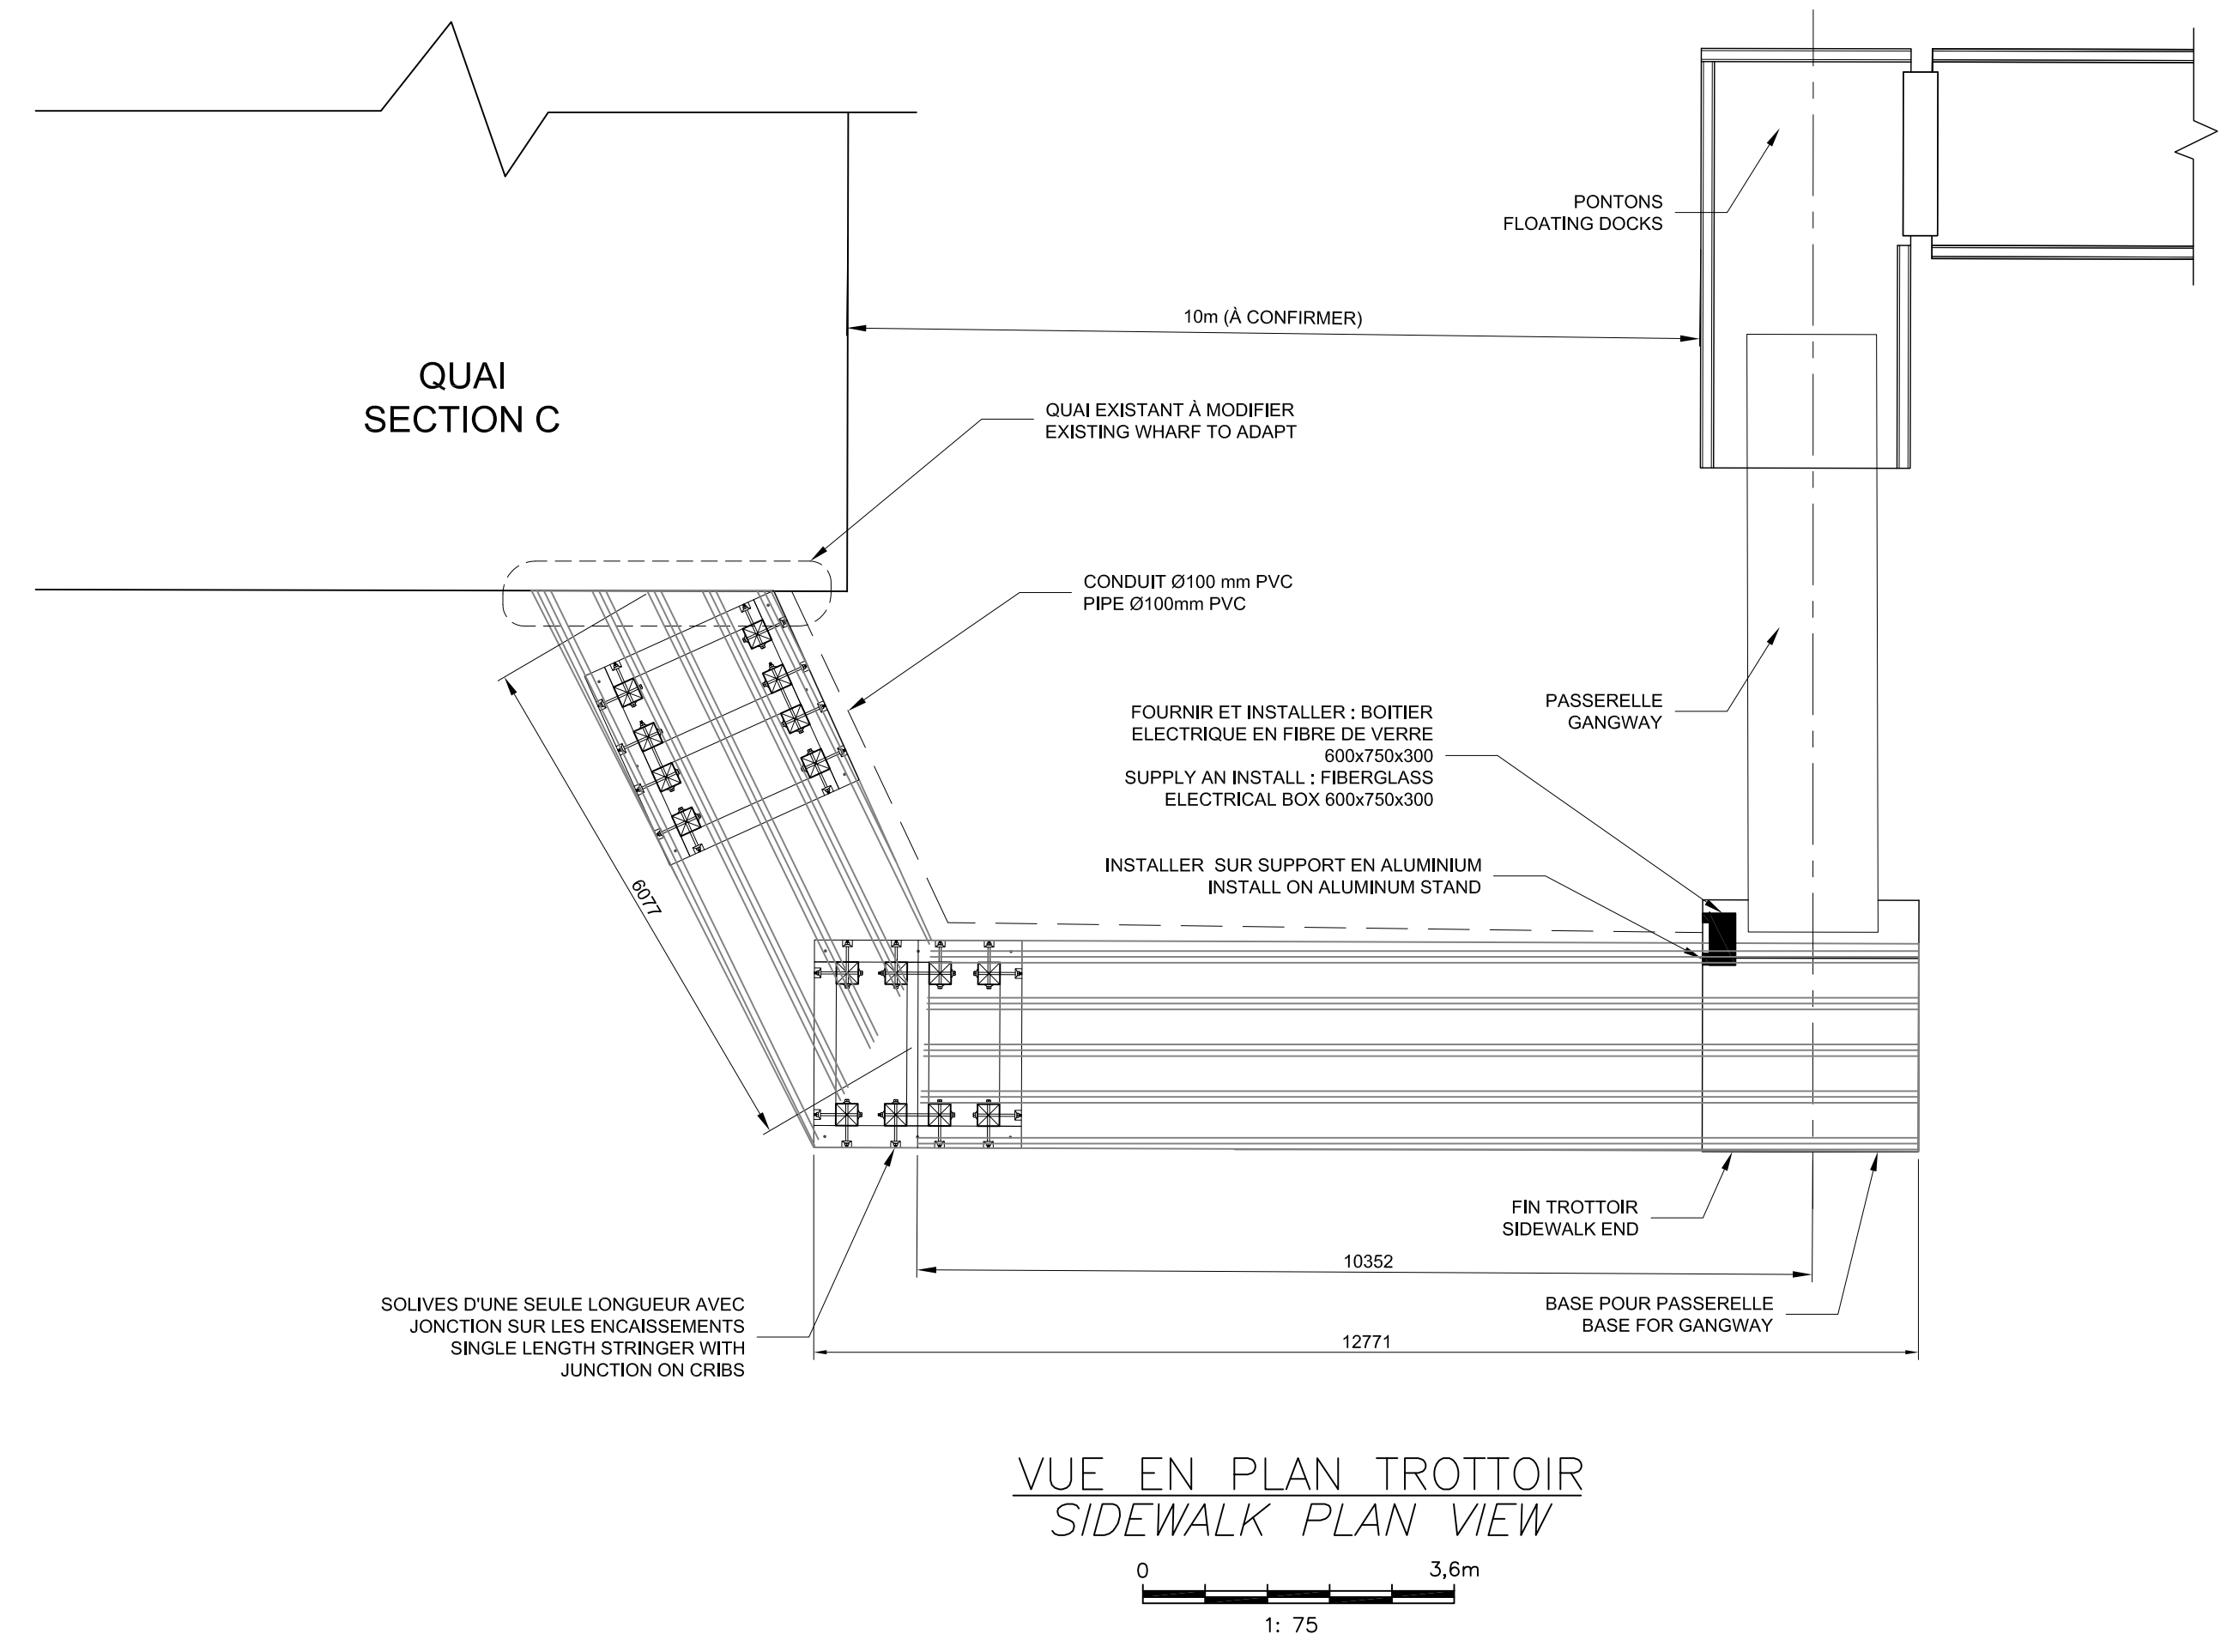 PONTONS
FLOATING DOCKS
10m (À CONFIRMER)
QUAI
SECTION C
QUAI EXISTANT À MODIFIER
EXISTING WHARF TO ADAPT
CONDUIT Ø100 mm PVC
PIPE Ø100mm PVC
PASSERELLE
GANGWAY
FOURNIR ET INSTALLER : BOITIER
ELECTRIQUE EN FIBRE DE VERRE
600x750x300
SUPPLY AN INSTALL : FIBERGLASS
ELECTRICAL BOX 600x750x300
INSTALLER SUR SUPPORT EN ALUMINIUM
INSTALL ON ALUMINUM STAND
6077
FIN TROTTOIR
SIDEWALK END
10352
SOLIVES D'UNE SEULE LONGUEUR AVEC
JONCTION SUR LES ENCAISSEMENTS
SINGLE LENGTH STRINGER WITH
JUNCTION ON CRIBS
BASE POUR PASSERELLE
BASE FOR GANGWAY
12771
VUE EN PLAN TROTTOIR
SIDEWALK PLAN VIEW
0 3,6m
1: 75